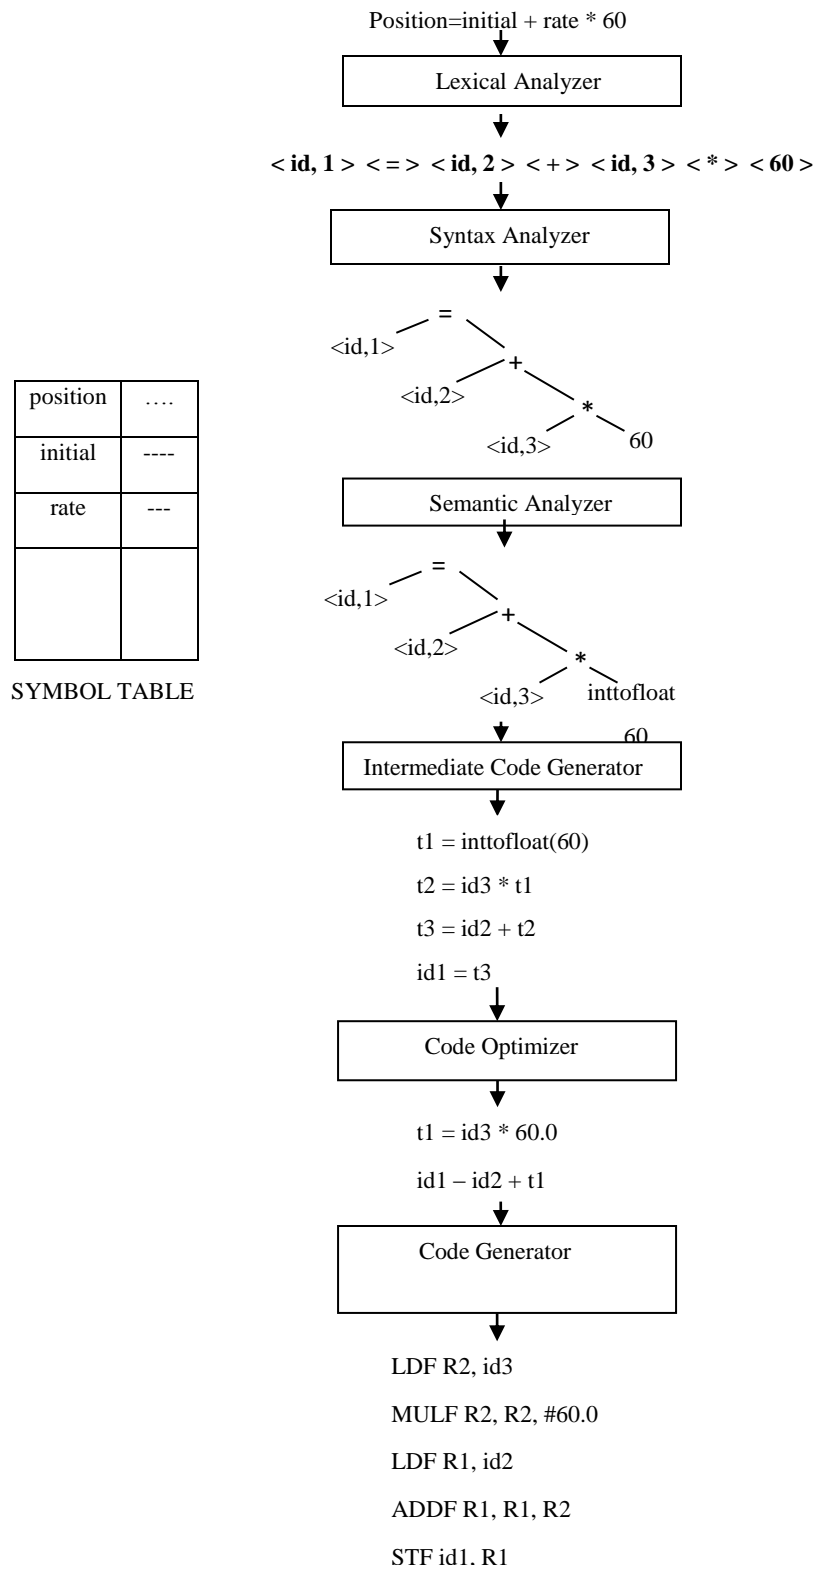 Position=initial + rate * 60
Lexical Analyzer
< id, 1 > < = > < id, 2 > < + > < id, 3 > < * > < 60 >
Syntax Analyzer
=
<id,1>
+
<id,2>
*
<id,3>
60
position ….
initial ----
rate ---
SYMBOL TABLE
Semantic Analyzer
=
<id,1>
+
<id,2>
*
<id,3>
inttofloat
60
Intermediate Code Generator
t1 = inttofloat(60)
t2 = id3 * t1
t3 = id2 + t2
id1 = t3
Code Optimizer
t1 = id3 * 60.0
id1 – id2 + t1
Code Generator
LDF R2, id3
MULF R2, R2, #60.0
LDF R1, id2
ADDF R1, R1, R2
STF id1, R1